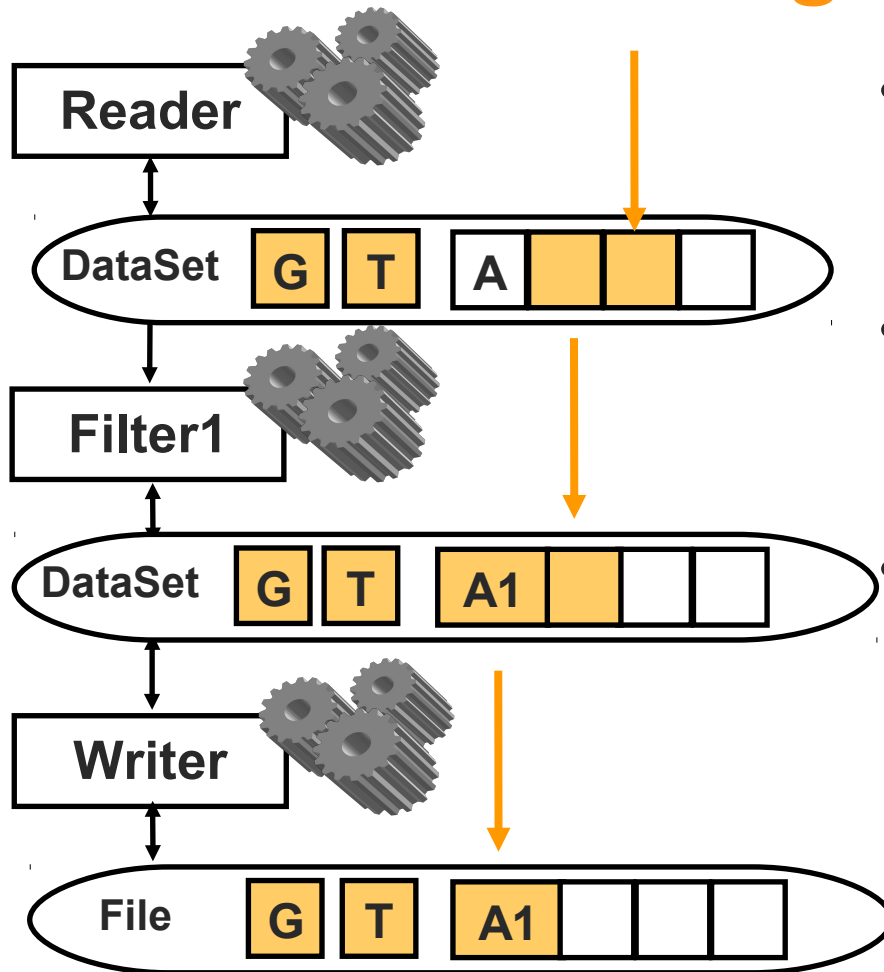 Reader
DataSet G T A
Filter1
DataSet G T A1
Writer
File G T A1